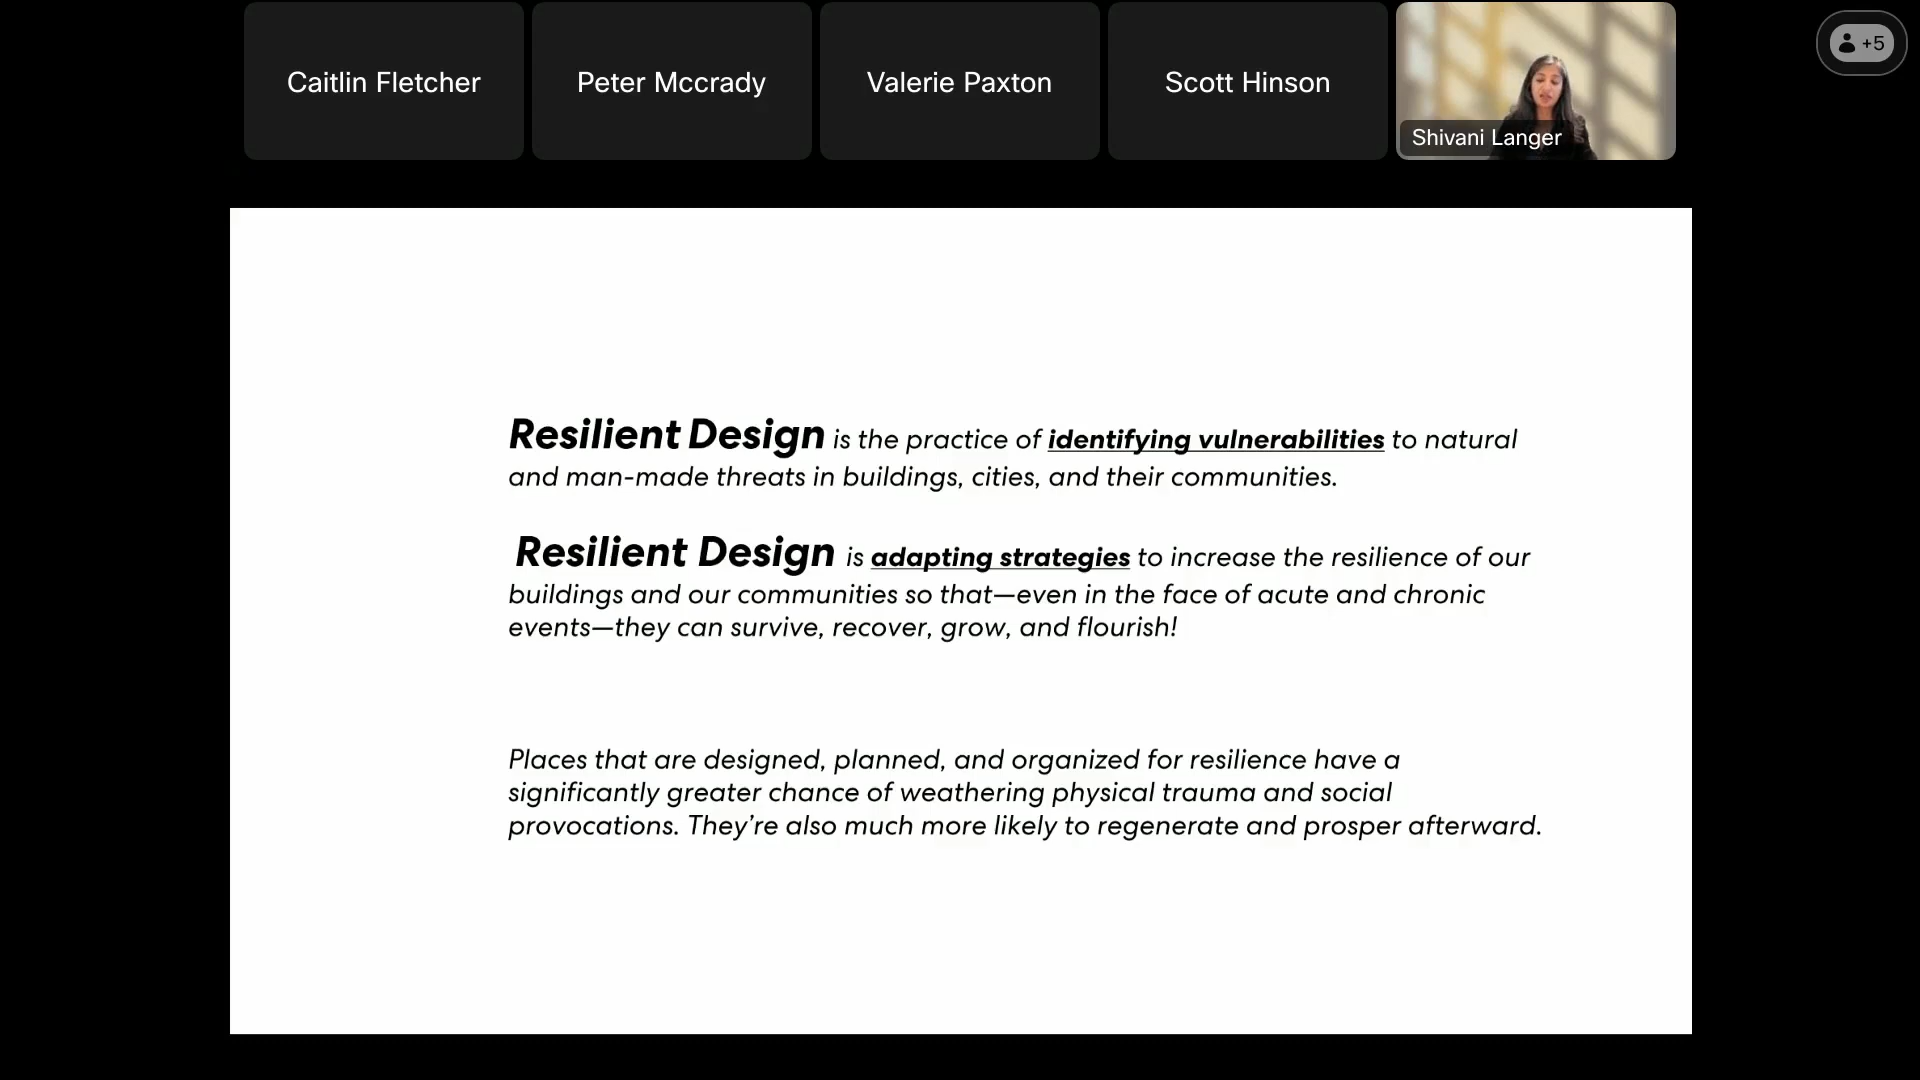 Caitlin Fletcher
Peter Mccrady
Valerie Paxton
Scott Hinson
Shivani Langer
+5
Resilient Design is the practice of identifying vulnerabilities to natural
and man-made threats in buildings, cities, and their communities.
Resilient Design is adapting strategies to increase the resilience of our
buildings and our communities so that—even in the face of acute and chronic
events—they can survive, recover, grow, and flourish!
Places that are designed, planned, and organized for resilience have a
significantly greater chance of weathering physical trauma and social
provocations. They’re also much more likely to regenerate and prosper afterward.